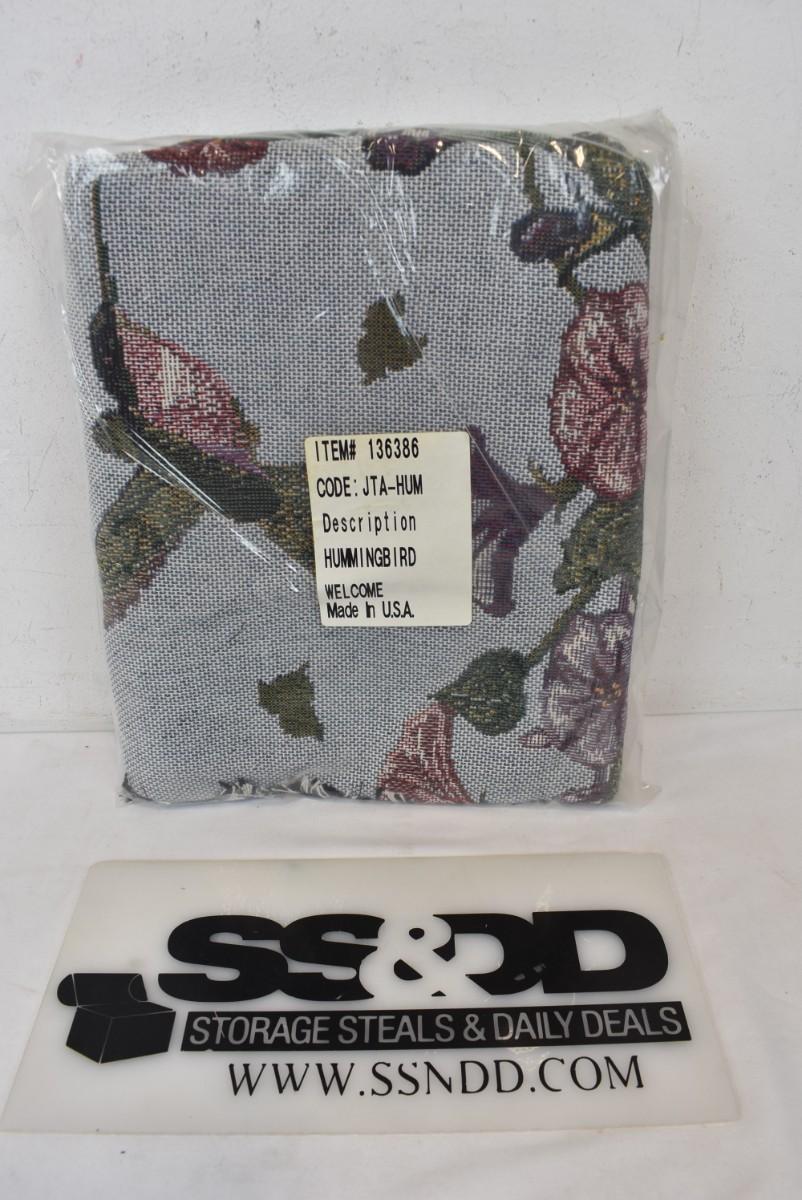 ITEM# 136386
CODE: JTA-HUM
Description
HUMMINGBIRD
WELCOME
Made In U.S.A.
SS&DD
STORAGE STEALS & DAILY DEALS
WWW.SSNDD.COM